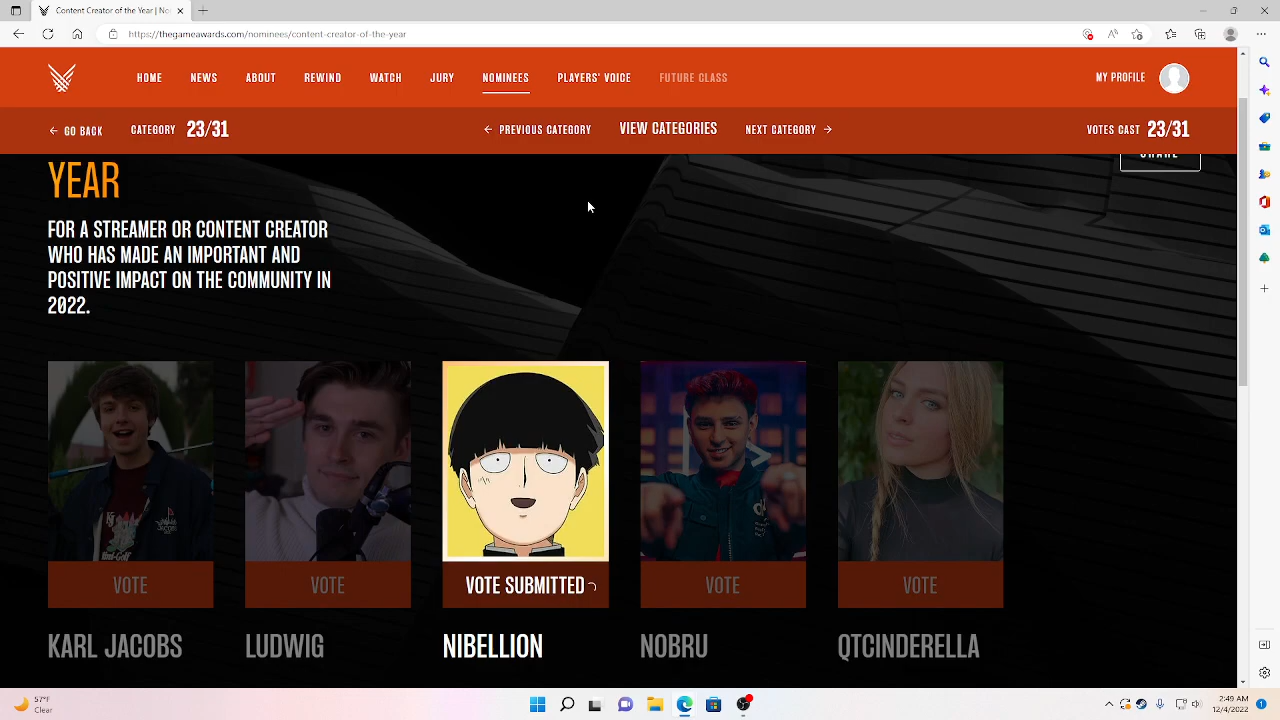 Content Creator of the Year | No
https://thegameawards.com/nominees/content-creator-of-the-year
HOME NEWS ABOUT REWIND WATCH JURY NOMINEES PLAYERS' VOICE FUTURE CLASS MY PROFILE
GO BACK CATEGORY 23/31 PREVIOUS CATEGORY VIEW CATEGORIES NEXT CATEGORY VOTES CAST 23/31
SHARE
YEAR
FOR A STREAMER OR CONTENT CREATOR
WHO HAS MADE AN IMPORTANT AND
POSITIVE IMPACT ON THE COMMUNITY IN
2022.
VOTE VOTE VOTE SUBMITTED VOTE VOTE
KARL JACOBS LUDWIG NIBELLION NOBRU QTCINDERELLA
50°F
Clear
2:49 AM
12/4/2022